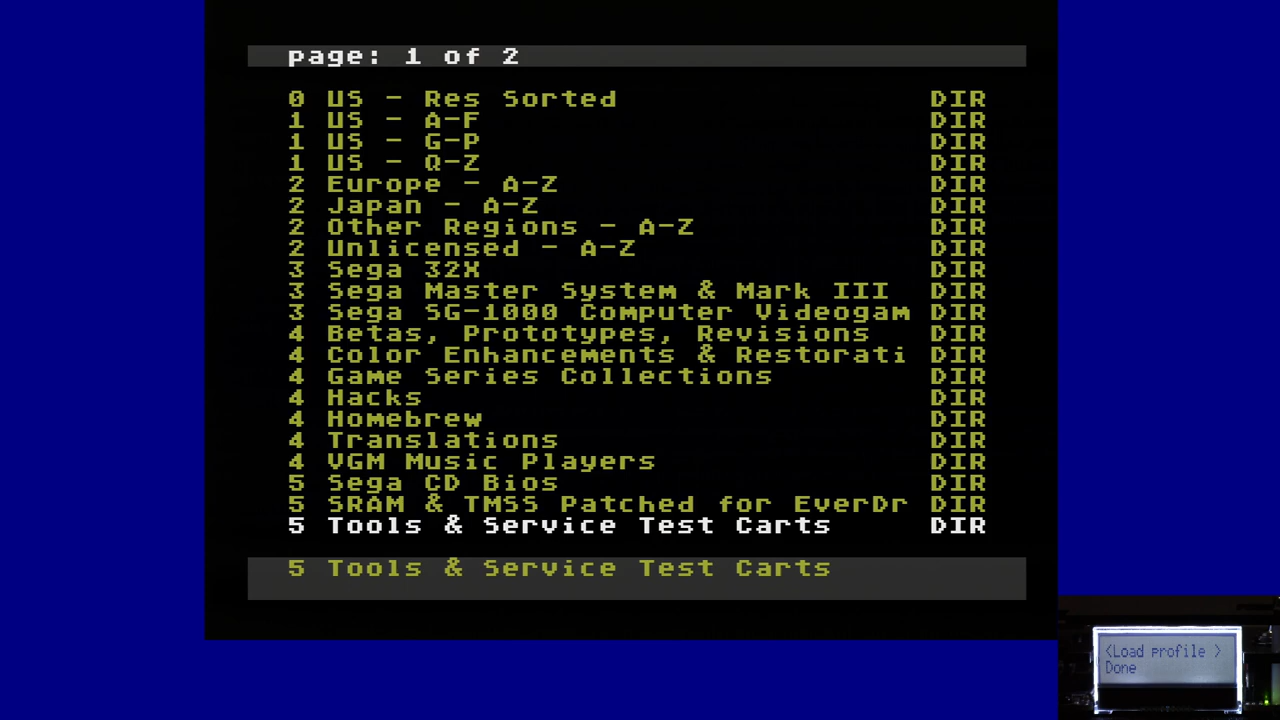 page: 1 of 2
0 US - Res Sorted DIR
1 US - A-F DIR
1 US - G-P DIR
1 US - Q-Z DIR
2 Europe - A-Z DIR
2 Japan - A-Z DIR
2 Other Regions - A-Z DIR
2 Unlicensed - A-Z DIR
3 Sega 32X DIR
3 Sega Master System & Mark III DIR
3 Sega SG-1000 Computer Videogam DIR
4 Betas, Prototypes, Revisions DIR
4 Color Enhancements & Restorati DIR
4 Game Series Collections DIR
4 Hacks DIR
4 Homebrew DIR
4 Translations DIR
4 VGM Music Players DIR
5 Sega CD Bios DIR
5 SRAM & TMSS Patched for EverDr DIR
5 Tools & Service Test Carts DIR
5 Tools & Service Test Carts
<Load profile >
Done